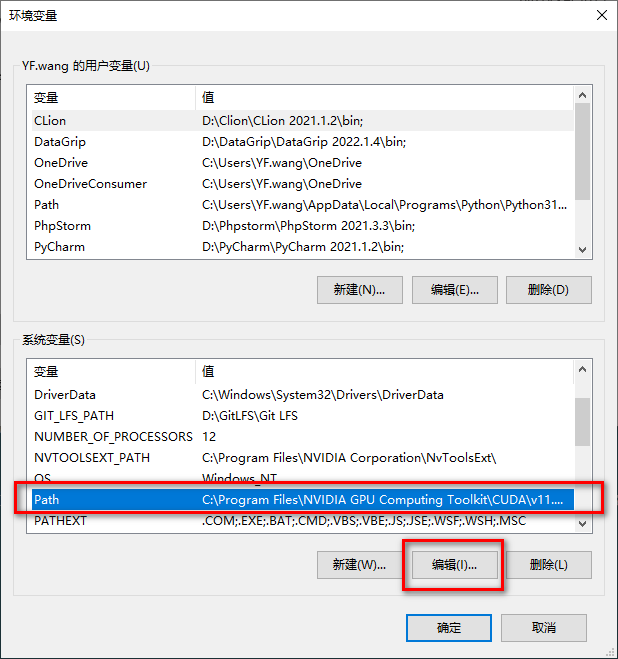 环境变量
YF.wang 的用户变量(U)
变量 值
CLion D:\Clion\CLion 2021.1.2\bin;
DataGrip D:\DataGrip\DataGrip 2022.1.4\bin;
OneDrive C:\Users\YF.wang\OneDrive
OneDriveConsumer C:\Users\YF.wang\OneDrive
Path C:\Users\YF.wang\AppData\Local\Programs\Python\Python31...
PhpStorm D:\Phpstorm\PhpStorm 2021.3.3\bin;
PyCharm D:\PyCharm\PyCharm 2021.1.2\bin;
新建(N)... 编辑(E)... 删除(D)
系统变量(S)
变量 值
DriverData C:\Windows\System32\Drivers\DriverData
GIT_LFS_PATH D:\GitLFS\Git LFS
NUMBER_OF_PROCESSORS 12
NVTOOLSEXT_PATH C:\Program Files\NVIDIA Corporation\NvToolsExt\
OS Windows_NT
Path C:\Program Files\NVIDIA GPU Computing Toolkit\CUDA\v11....
PATHEXT .COM;.EXE;.BAT;.CMD;.VBS;.VBE;.JS;.JSE;.WSF;.WSH;.MSC
新建(W)... 编辑(I)... 删除(L)
确定 取消